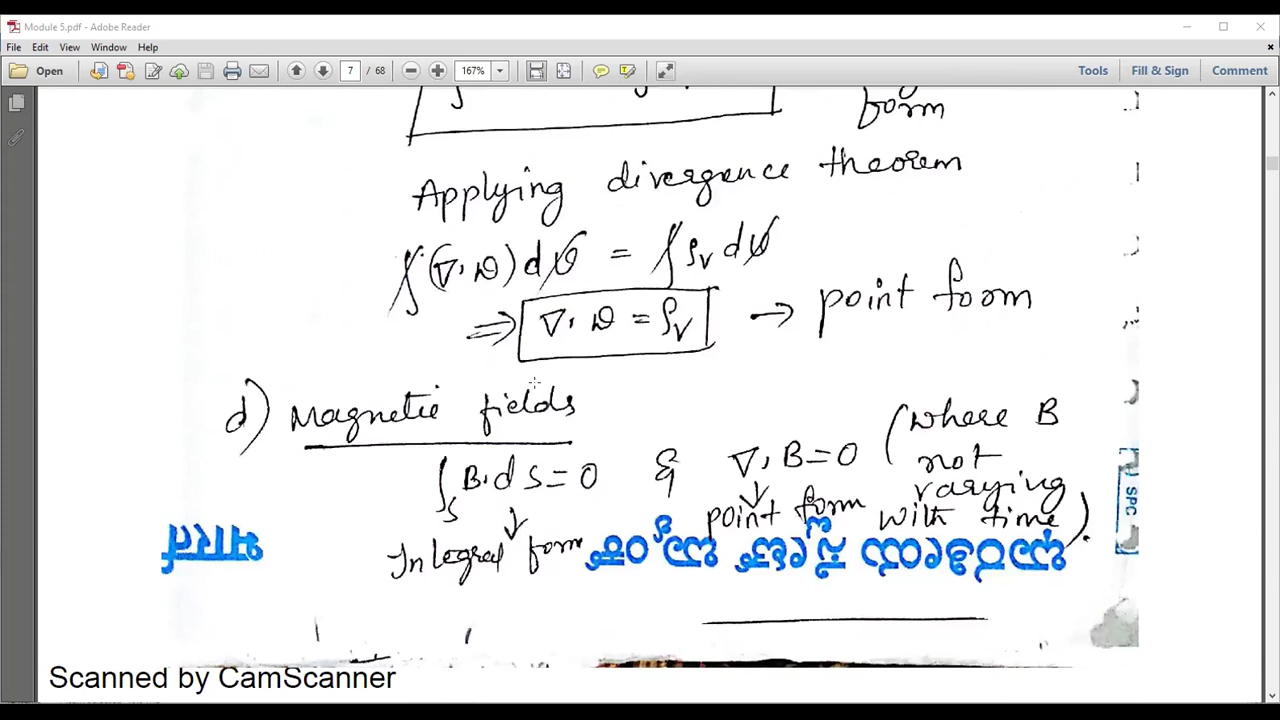 Module 5.pdf - Adobe Reader
File Edit View Window Help
Open 7 / 68 167% Tools Fill & Sign Comment
form
Applying divergence theorem
∫(∇·D)dv = ∫ρv dv
⇒ ∇·D = ρv → point form
d) Magnetic fields
∫S B·dS = 0 & ∇·B=0 (where B
not
varying
with time).
↓ ↓
Integral form point form
भारत
SPC
Scanned by CamScanner